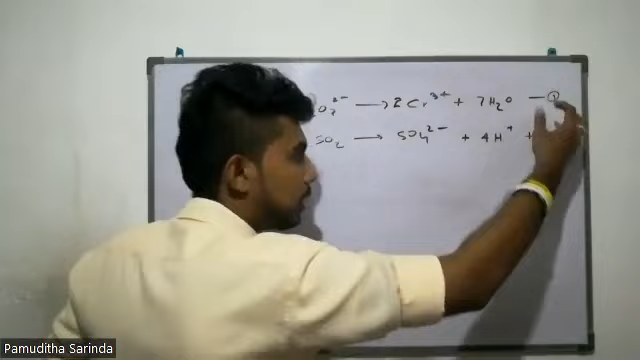 O₇²⁻ → 2Cr³⁺ + 7H₂O — ①
SO₂ → SO₄²⁻ + 4H⁺ +
Pamuditha Sarinda